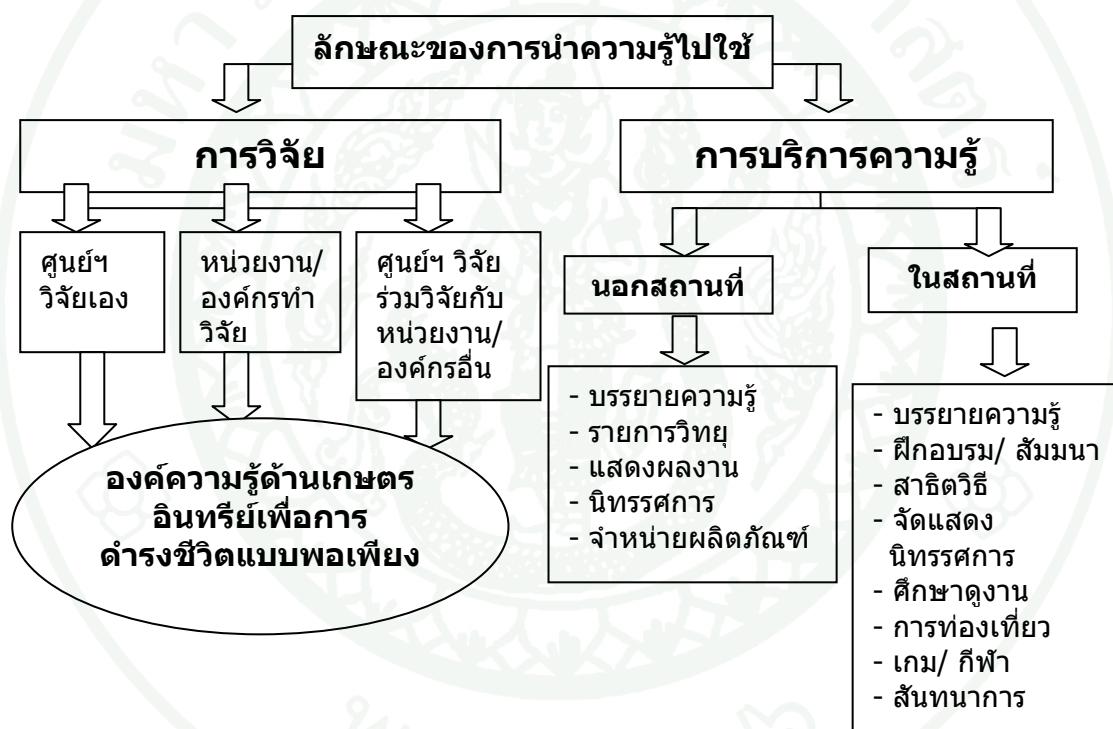 ลักษณะของการนำความรู้ไปใช้
การวิจัย
การบริการความรู้
ศูนย์ฯ
วิจัยเอง
หน่วยงาน/
องค์กรทำ
วิจัย
ศูนย์ฯ วิจัย
ร่วมวิจัยกับ
หน่วยงาน/
องค์กรอื่น
องค์ความรู้ด้านเกษตร
อินทรีย์เพื่อการ
ดำรงชีวิตแบบพอเพียง
นอกสถานที่
- บรรยายความรู้
- รายการวิทยุ
- แสดงผลงาน
- นิทรรศการ
- จำหน่ายผลิตภัณฑ์
ในสถานที่
- บรรยายความรู้
- ฝึกอบรม/ สัมมนา
- สาธิตวิธี
- จัดแสดง
นิทรรศการ
- ศึกษาดูงาน
- การท่องเที่ยว
- เกม/ กีฬา
- สันทนาการ